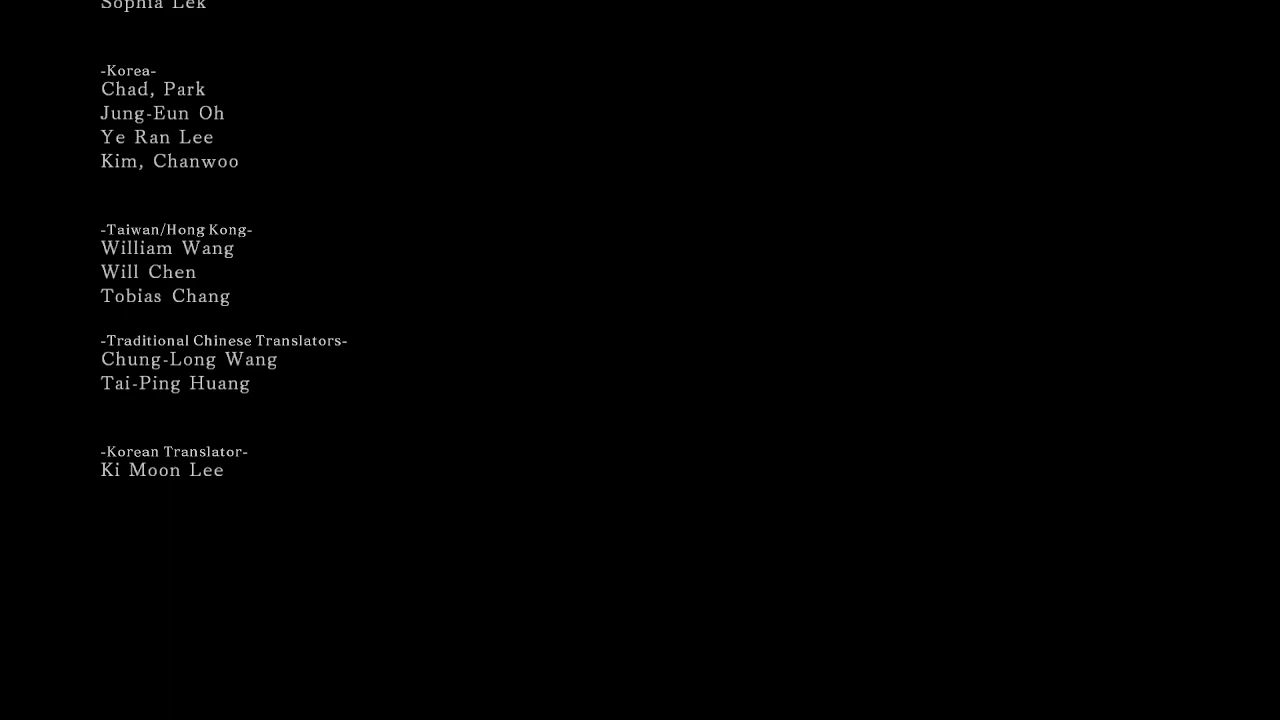 Sophia Lek
-Korea-
Chad, Park
Jung-Eun Oh
Ye Ran Lee
Kim, Chanwoo
-Taiwan/Hong Kong-
William Wang
Will Chen
Tobias Chang
-Traditional Chinese Translators-
Chung-Long Wang
Tai-Ping Huang
-Korean Translator-
Ki Moon Lee